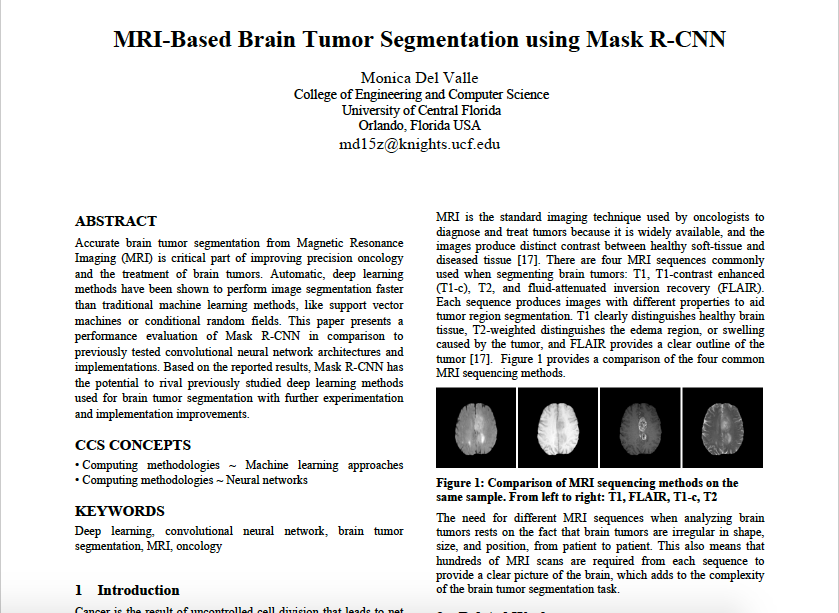 MRI-Based Brain Tumor Segmentation using Mask R-CNN
Monica Del Valle
College of Engineering and Computer Science
University of Central Florida
Orlando, Florida USA
md15z@knights.ucf.edu
ABSTRACT
Accurate brain tumor segmentation from Magnetic Resonance
Imaging (MRI) is critical part of improving precision oncology
and the treatment of brain tumors. Automatic, deep learning
methods have been shown to perform image segmentation faster
than traditional machine learning methods, like support vector
machines or conditional random fields. This paper presents a
performance evaluation of Mask R-CNN in comparison to
previously tested convolutional neural network architectures and
implementations. Based on the reported results, Mask R-CNN has
the potential to rival previously studied deep learning methods
used for brain tumor segmentation with further experimentation
and implementation improvements.
CCS CONCEPTS
• Computing methodologies ~ Machine learning approaches
• Computing methodologies ~ Neural networks
KEYWORDS
Deep learning, convolutional neural network, brain tumor
segmentation, MRI, oncology
1 Introduction
Cancer is the result of uncontrolled cell division that leads to net
MRI is the standard imaging technique used by oncologists to
diagnose and treat tumors because it is widely available, and the
images produce distinct contrast between healthy soft-tissue and
diseased tissue [17]. There are four MRI sequences commonly
used when segmenting brain tumors: T1, T1-contrast enhanced
(T1-c), T2, and fluid-attenuated inversion recovery (FLAIR).
Each sequence produces images with different properties to aid
tumor region segmentation. T1 clearly distinguishes healthy brain
tissue, T2-weighted distinguishes the edema region, or swelling
caused by the tumor, and FLAIR provides a clear outline of the
tumor [17]. Figure 1 provides a comparison of the four common
MRI sequencing methods.
Figure 1: Comparison of MRI sequencing methods on the
same sample. From left to right: T1, FLAIR, T1-c, T2
The need for different MRI sequences when analyzing brain
tumors rests on the fact that brain tumors are irregular in shape,
size, and position, from patient to patient. This also means that
hundreds of MRI scans are required from each sequence to
provide a clear picture of the brain, which adds to the complexity
of the brain tumor segmentation task.